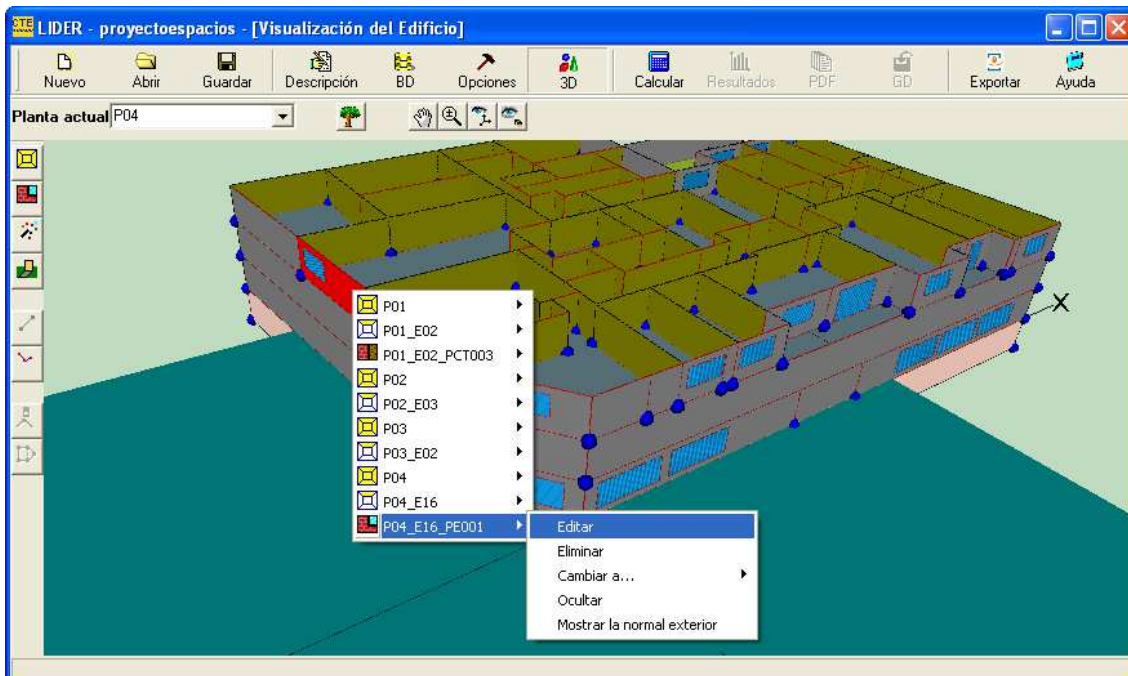 CTE LIDER - proyectoespacios - [Visualización del Edificio]
Nuevo Abrir Guardar Descripción BD Opciones 3D Calcular Resultados PDF GD Exportar Ayuda
Planta actual P04
X
P01
P01_E02
P01_E02_PCT003
P02
P02_E03
P03
P03_E02
P04
P04_E16
P04_E16_PE001
Editar
Eliminar
Cambiar a...
Ocultar
Mostrar la normal exterior